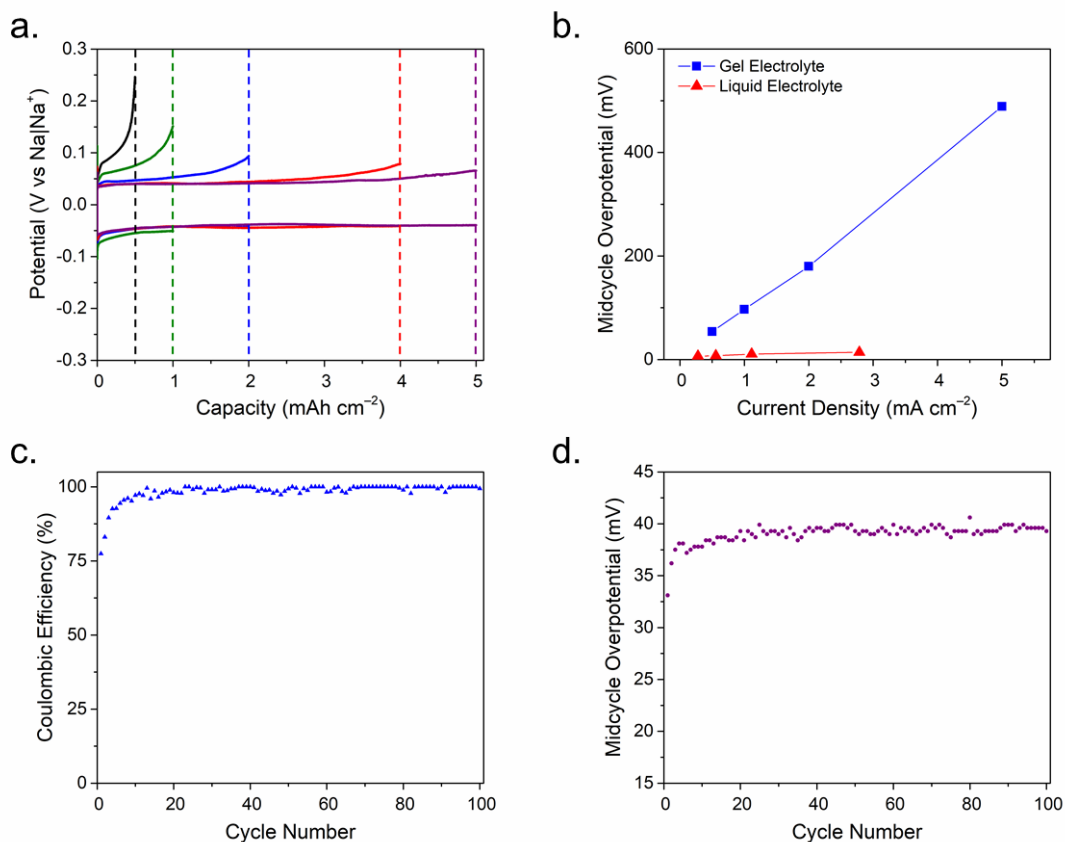 a.
0.3
0.2
0.1
0.0
-0.1
-0.2
-0.3
Potential (V vs Na|Na⁺)
0 1 2 3 4 5
Capacity (mAh cm⁻²)
b.
Gel Electrolyte
Liquid Electrolyte
600
400
200
0
Midcycle Overpotential (mV)
0 1 2 3 4 5
Current Density (mA cm⁻²)
c.
100
75
50
25
0
Coulombic Efficiency (%)
0 20 40 60 80 100
Cycle Number
d.
45
40
35
30
25
20
15
Midcycle Overpotential (mV)
0 20 40 60 80 100
Cycle Number